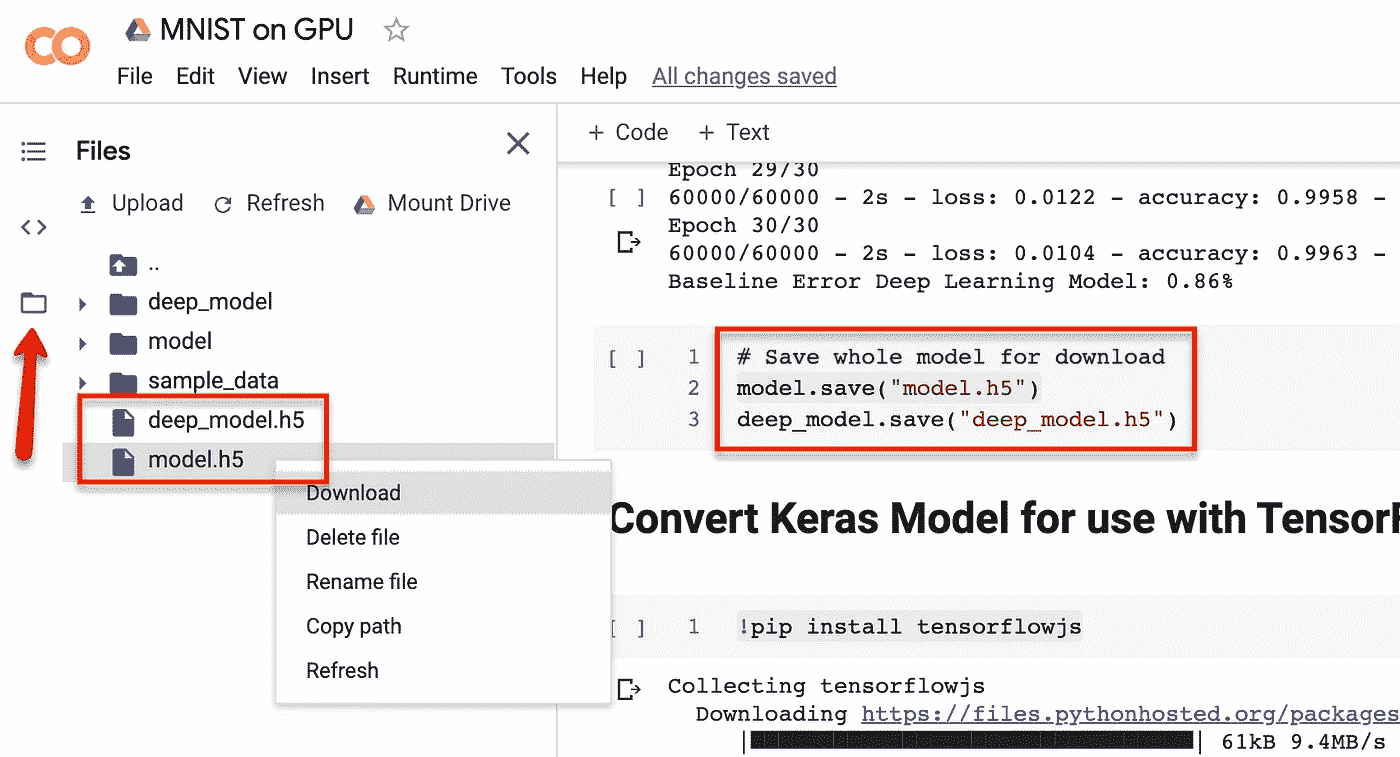 MNIST on GPU
File Edit View Insert Runtime Tools Help All changes saved
Files
Upload Refresh Mount Drive
..
deep_model
model
sample_data
deep_model.h5
model.h5
Download
Delete file
Rename file
Copy path
Refresh
+ Code + Text
Epoch 29/30
[ ] 60000/60000 - 2s - loss: 0.0122 - accuracy: 0.9958 -
Epoch 30/30
60000/60000 - 2s - loss: 0.0104 - accuracy: 0.9963 -
Baseline Error Deep Learning Model: 0.86%
[ ] 1 # Save whole model for download
2 model.save("model.h5")
3 deep_model.save("deep_model.h5")
Convert Keras Model for use with TensorF
[ ] 1 !pip install tensorflowjs
Collecting tensorflowjs
Downloading https://files.pythonhosted.org/packages
61kB 9.4MB/s